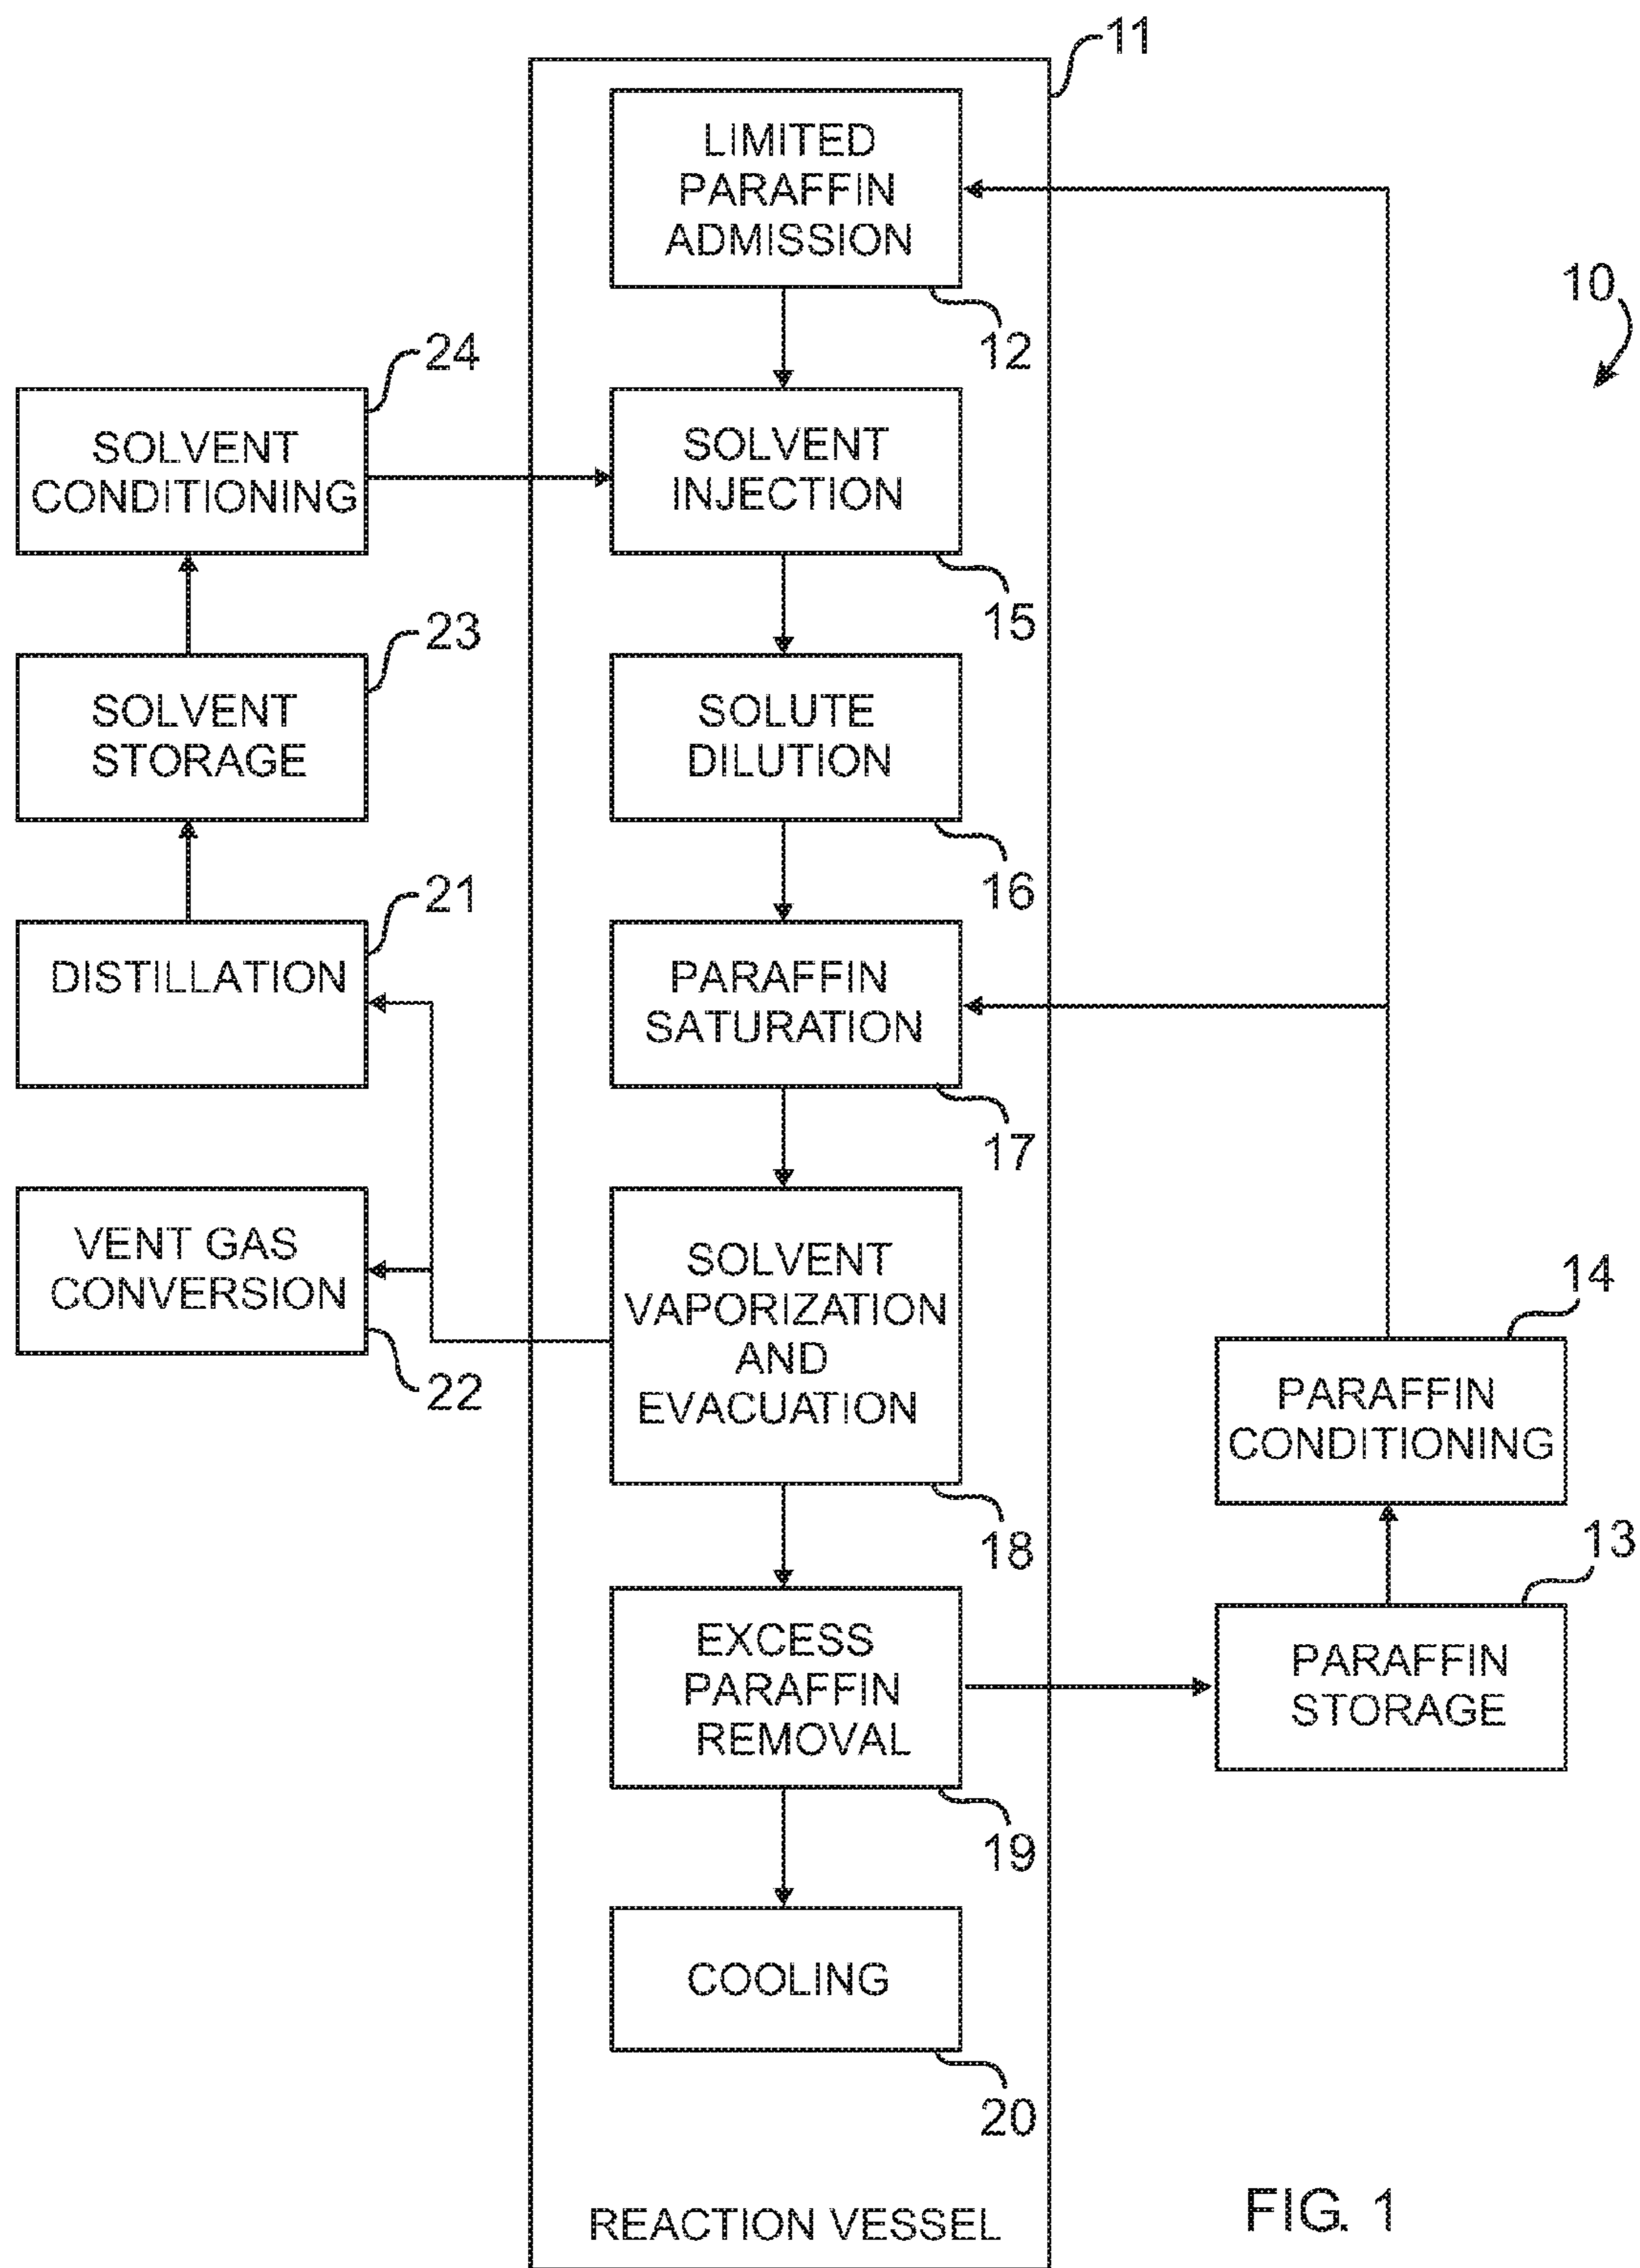 11
LIMITED
PARAFFIN
ADMISSION
10
12
24
SOLVENT
CONDITIONING
SOLVENT
INJECTION
15
23
SOLVENT
STORAGE
SOLUTE
DILUTION
16
21
DISTILLATION
PARAFFIN
SATURATION
17
VENT GAS
CONVERSION
22
SOLVENT
VAPORIZATION
AND
EVACUATION
18
14
PARAFFIN
CONDITIONING
13
EXCESS
PARAFFIN
REMOVAL
19
PARAFFIN
STORAGE
COOLING
20
REACTION VESSEL
FIG. 1